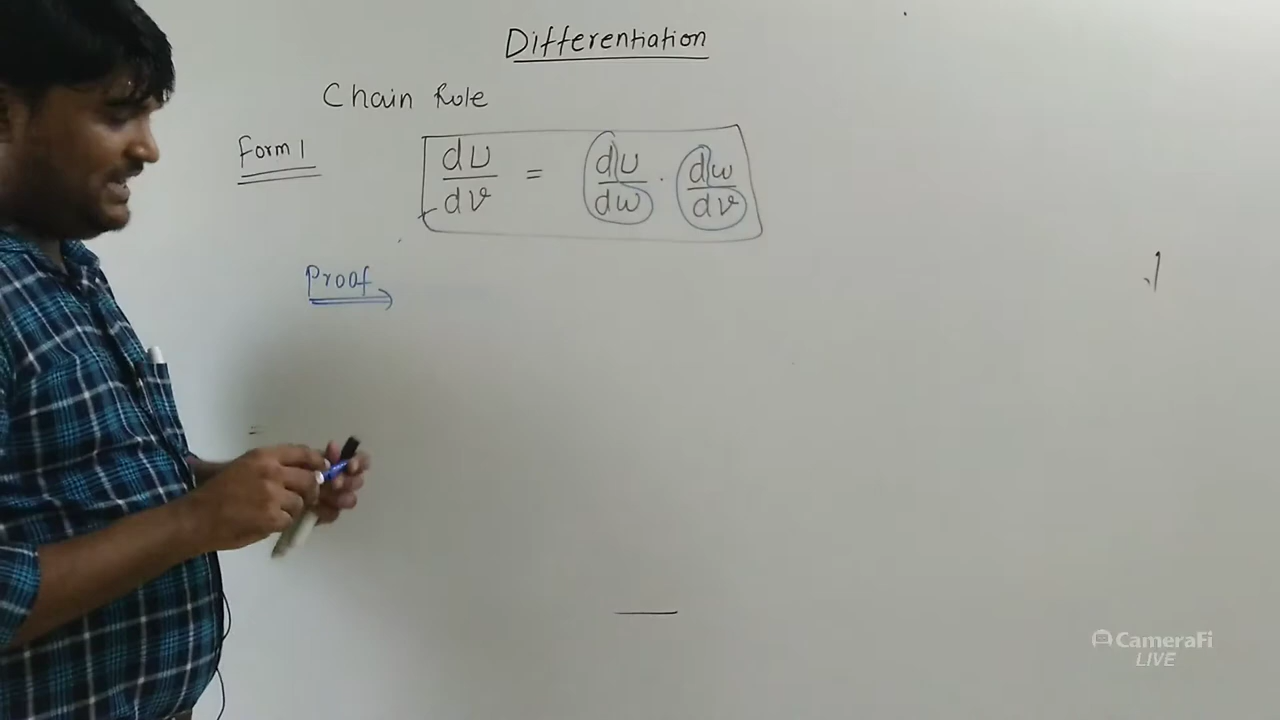 Differentiation
Chain Rule
Form 1
dU/dv = dU/dw · dw/dv
Proof
=
CameraFi
LIVE